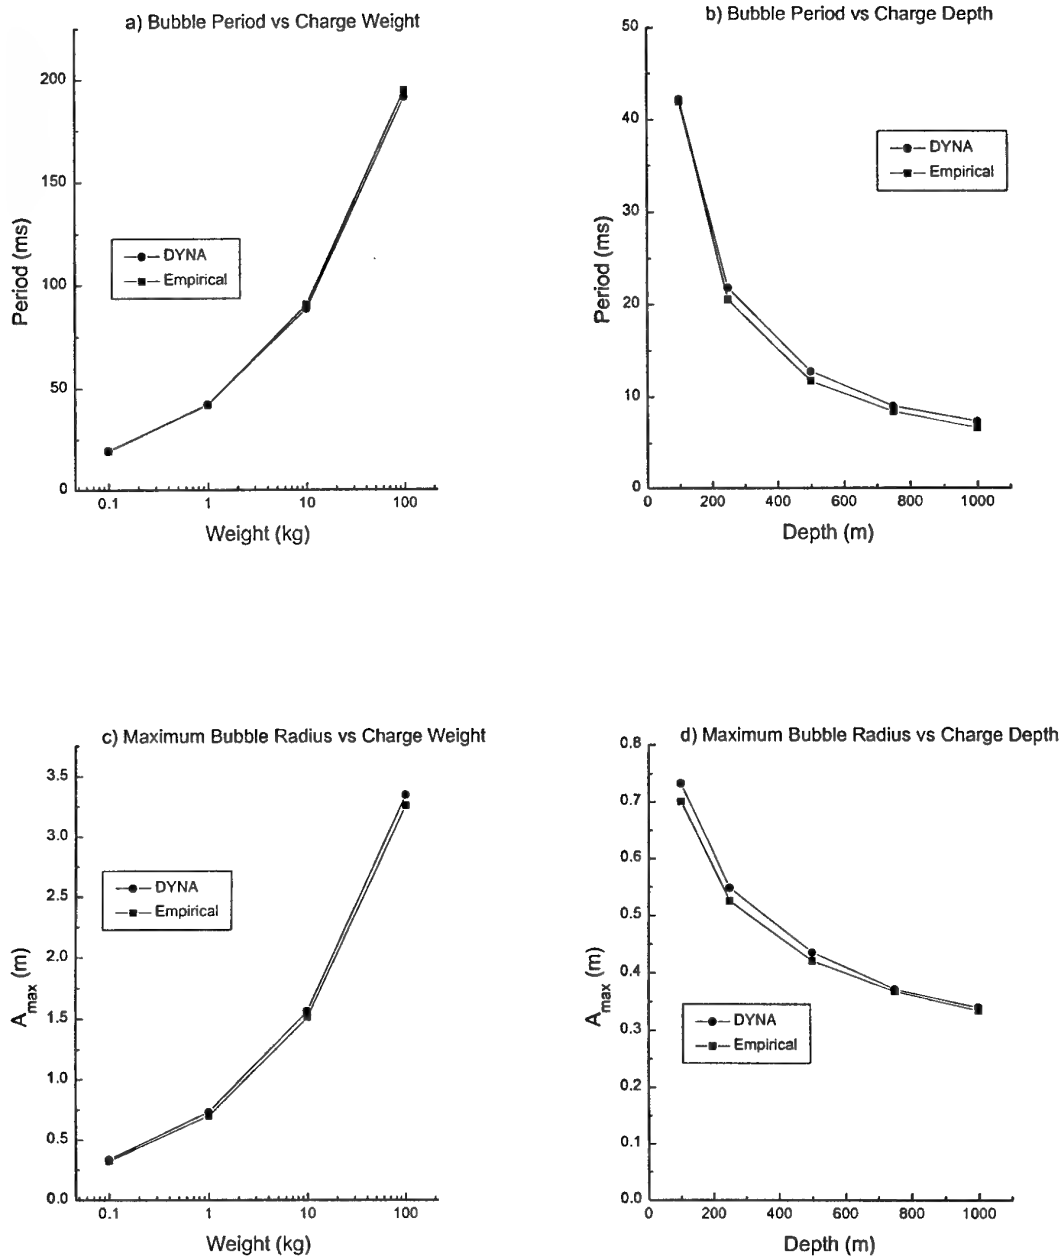 a) Bubble Period vs Charge Weight
200
150
100
50
0
Period (ms)
DYNA
Empirical
0.1 1 10 100
Weight (kg)
b) Bubble Period vs Charge Depth
50
40
30
20
10
0
Period (ms)
DYNA
Empirical
0 200 400 600 800 1000
Depth (m)
c) Maximum Bubble Radius vs Charge Weight
3.5
3.0
2.5
2.0
1.5
1.0
0.5
0.0
A_max (m)
DYNA
Empirical
0.1 1 10 100
Weight (kg)
d) Maximum Bubble Radius vs Charge Depth
0.8
0.7
0.6
0.5
0.4
0.3
0.2
0.1
0.0
A_max (m)
DYNA
Empirical
0 200 400 600 800 1000
Depth (m)